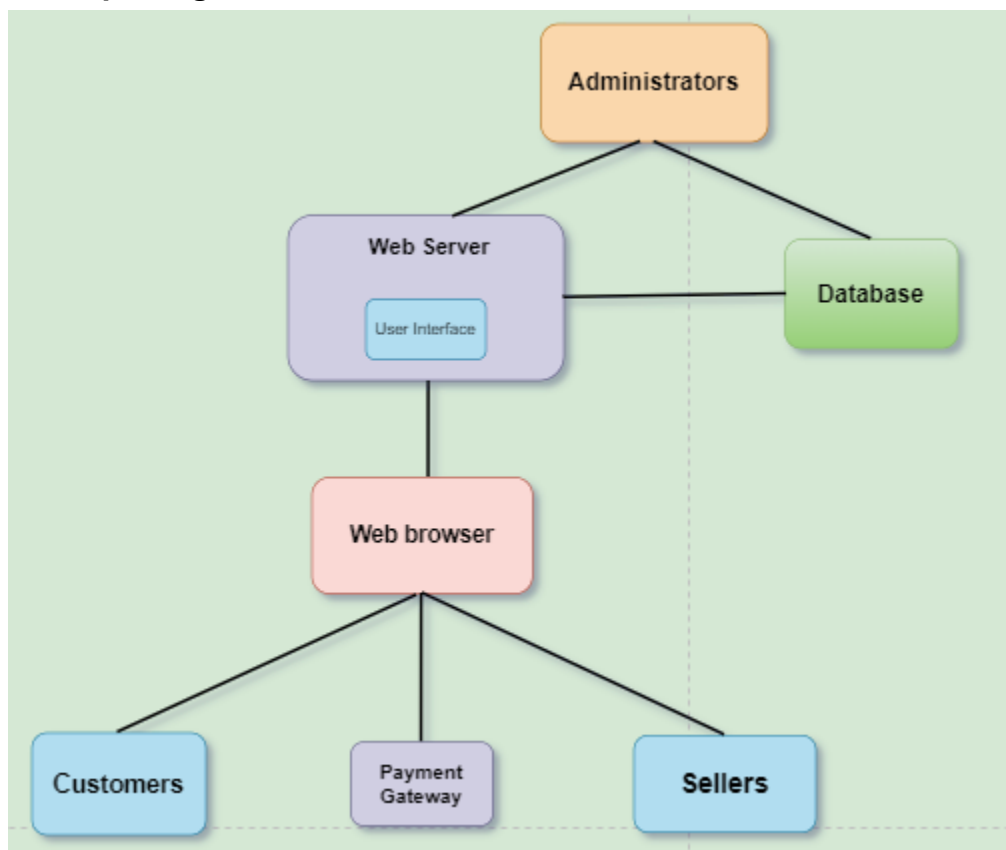 Administrators
Web Server
User Interface
Database
Web browser
Customers
Payment
Gateway
Sellers